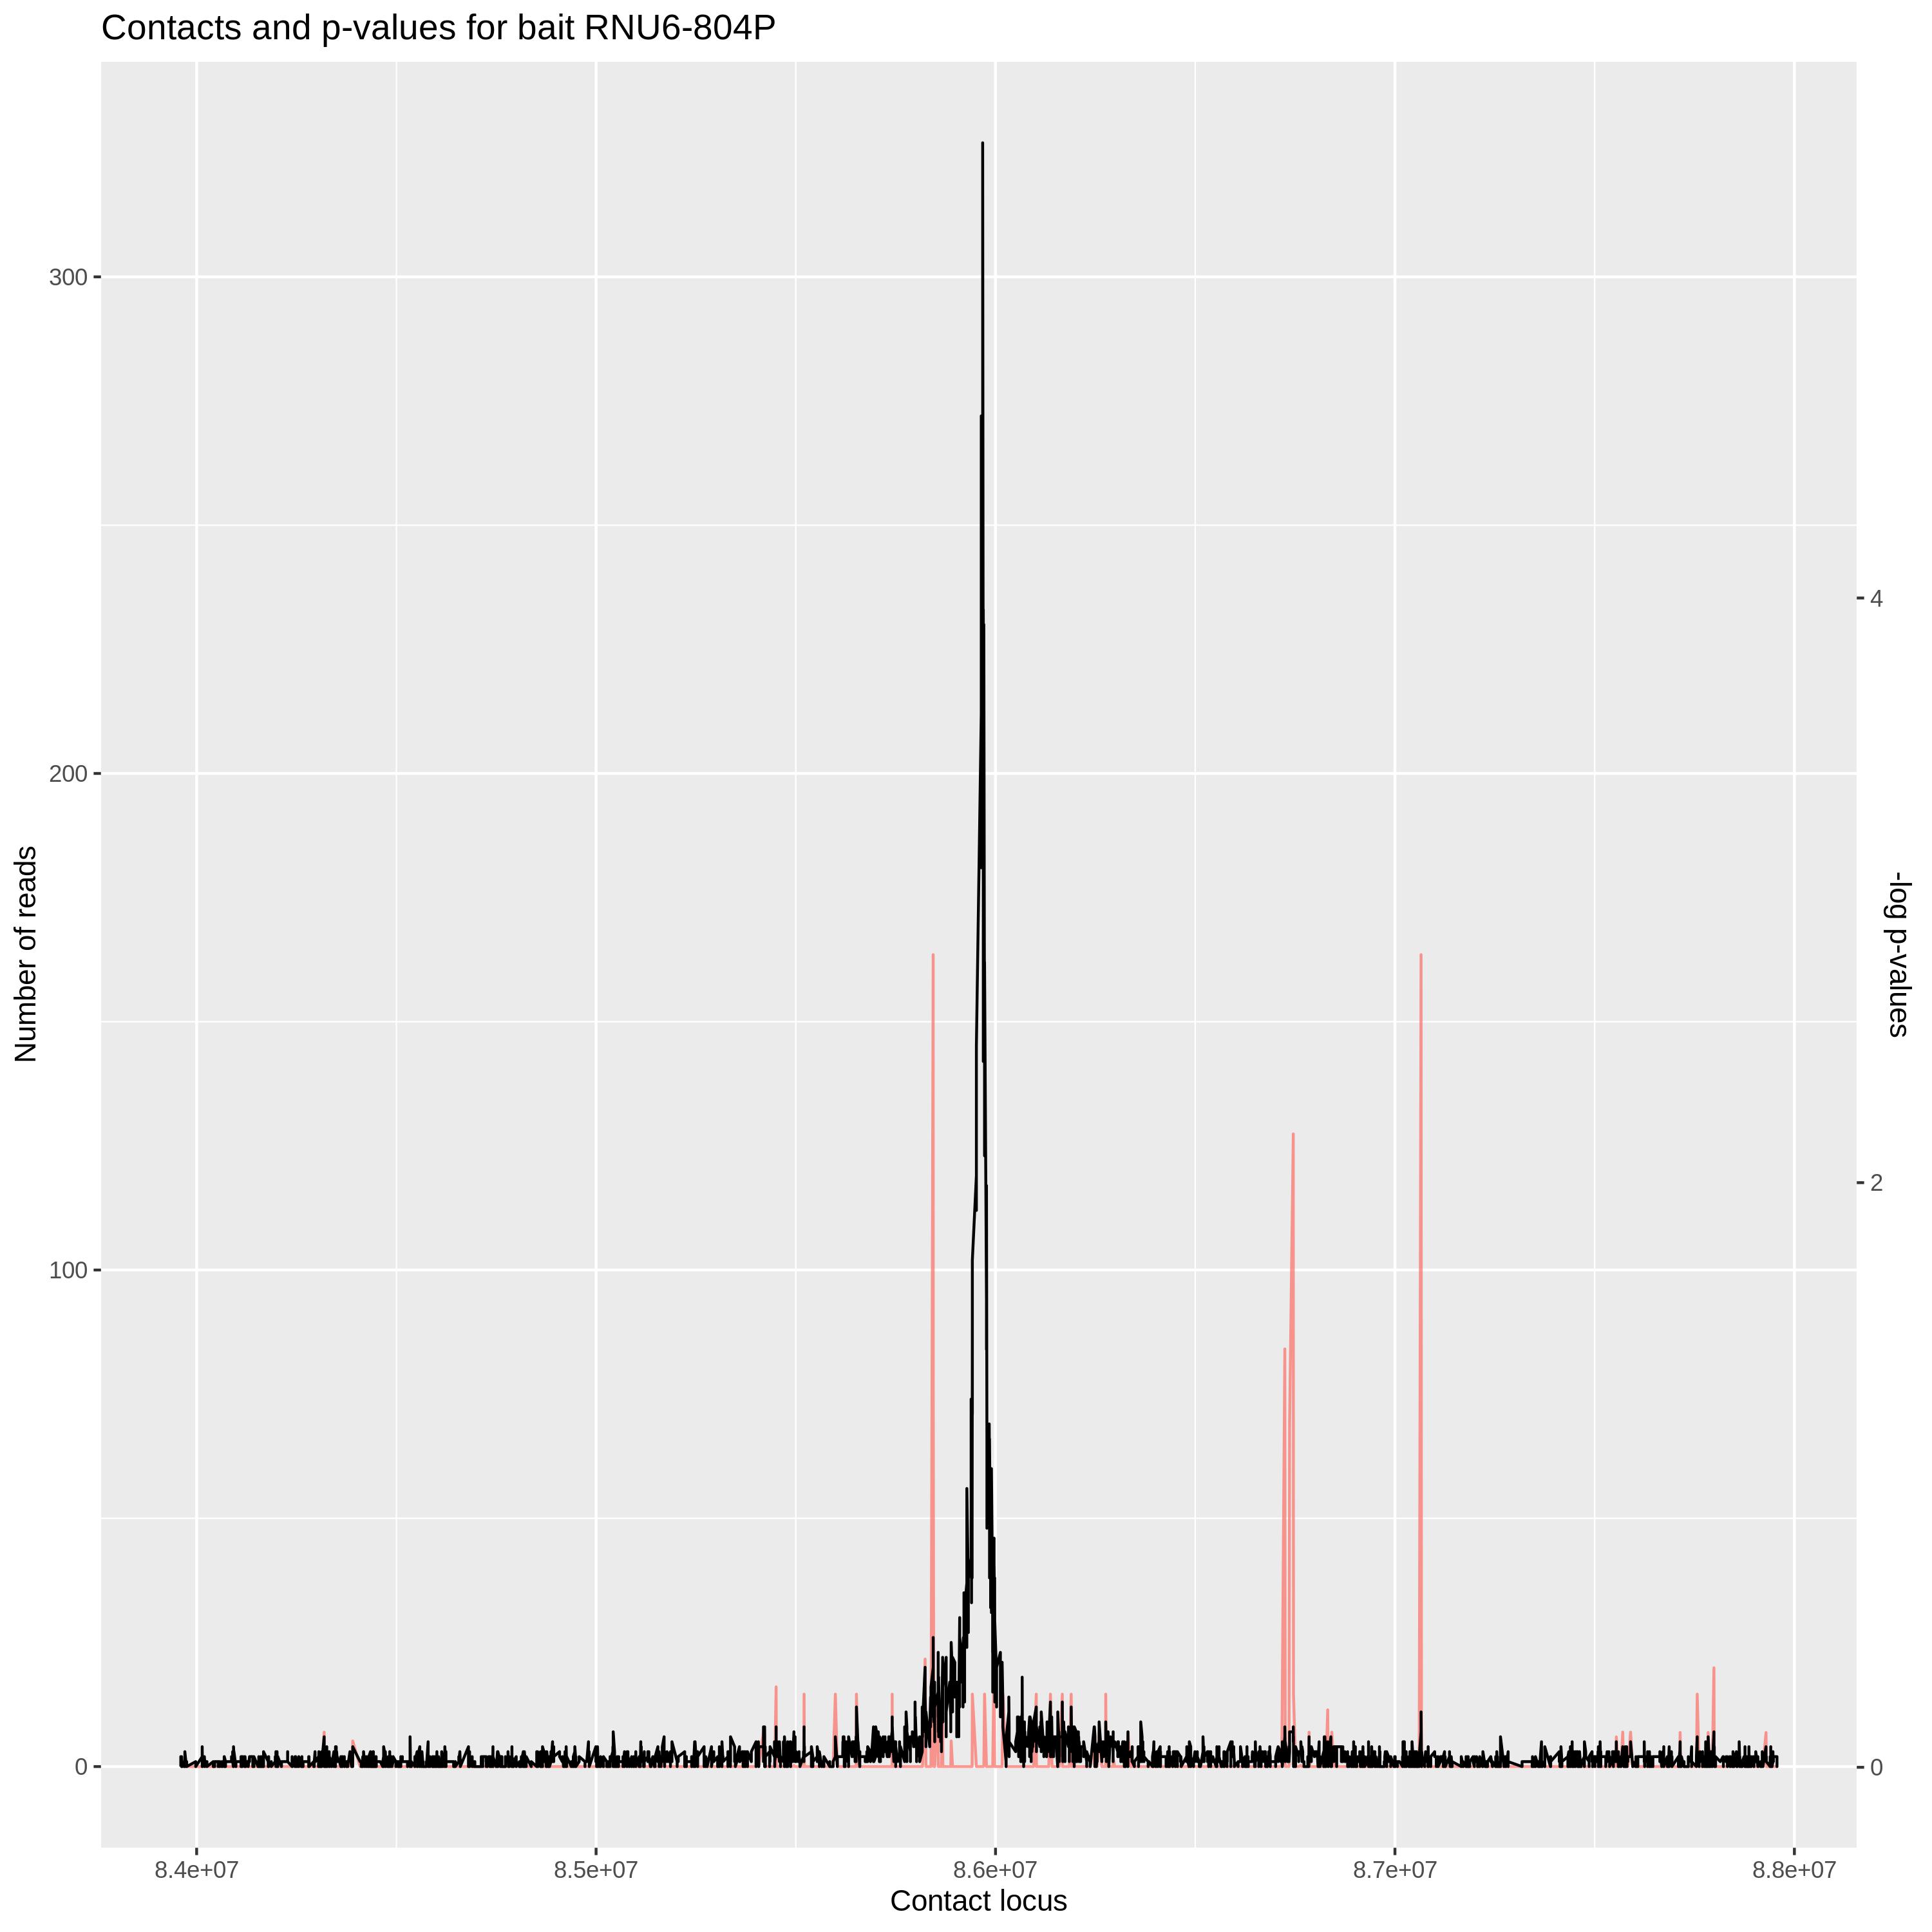 Contacts and p-values for bait RNU6-804P
300
200
100
0
Number of reads
4
2
0
-log p-values
8.4e+07
8.5e+07
8.6e+07
8.7e+07
8.8e+07
Contact locus